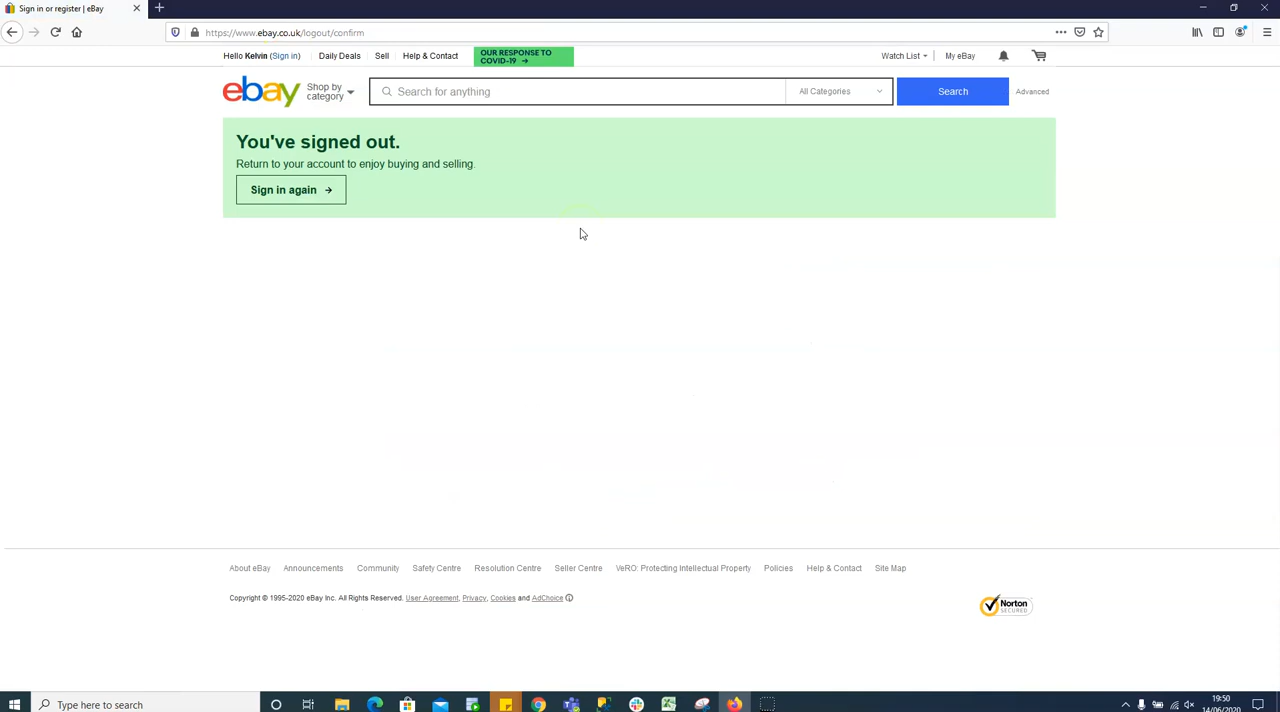 Sign in or register | eBay
https://www.ebay.co.uk/logout/confirm
Hello Kelvin (Sign in) Daily Deals Sell Help & Contact OUR RESPONSE TO COVID-19 → Watch List My eBay
ebay Shop by category Search for anything All Categories Search Advanced
You've signed out.
Return to your account to enjoy buying and selling.
Sign in again →
About eBay Announcements Community Safety Centre Resolution Centre Seller Centre VeRO: Protecting Intellectual Property Policies Help & Contact Site Map
Copyright © 1995-2020 eBay Inc. All Rights Reserved. User Agreement, Privacy, Cookies and AdChoice
Norton
SECURED
Type here to search
19:50
14/06/2020